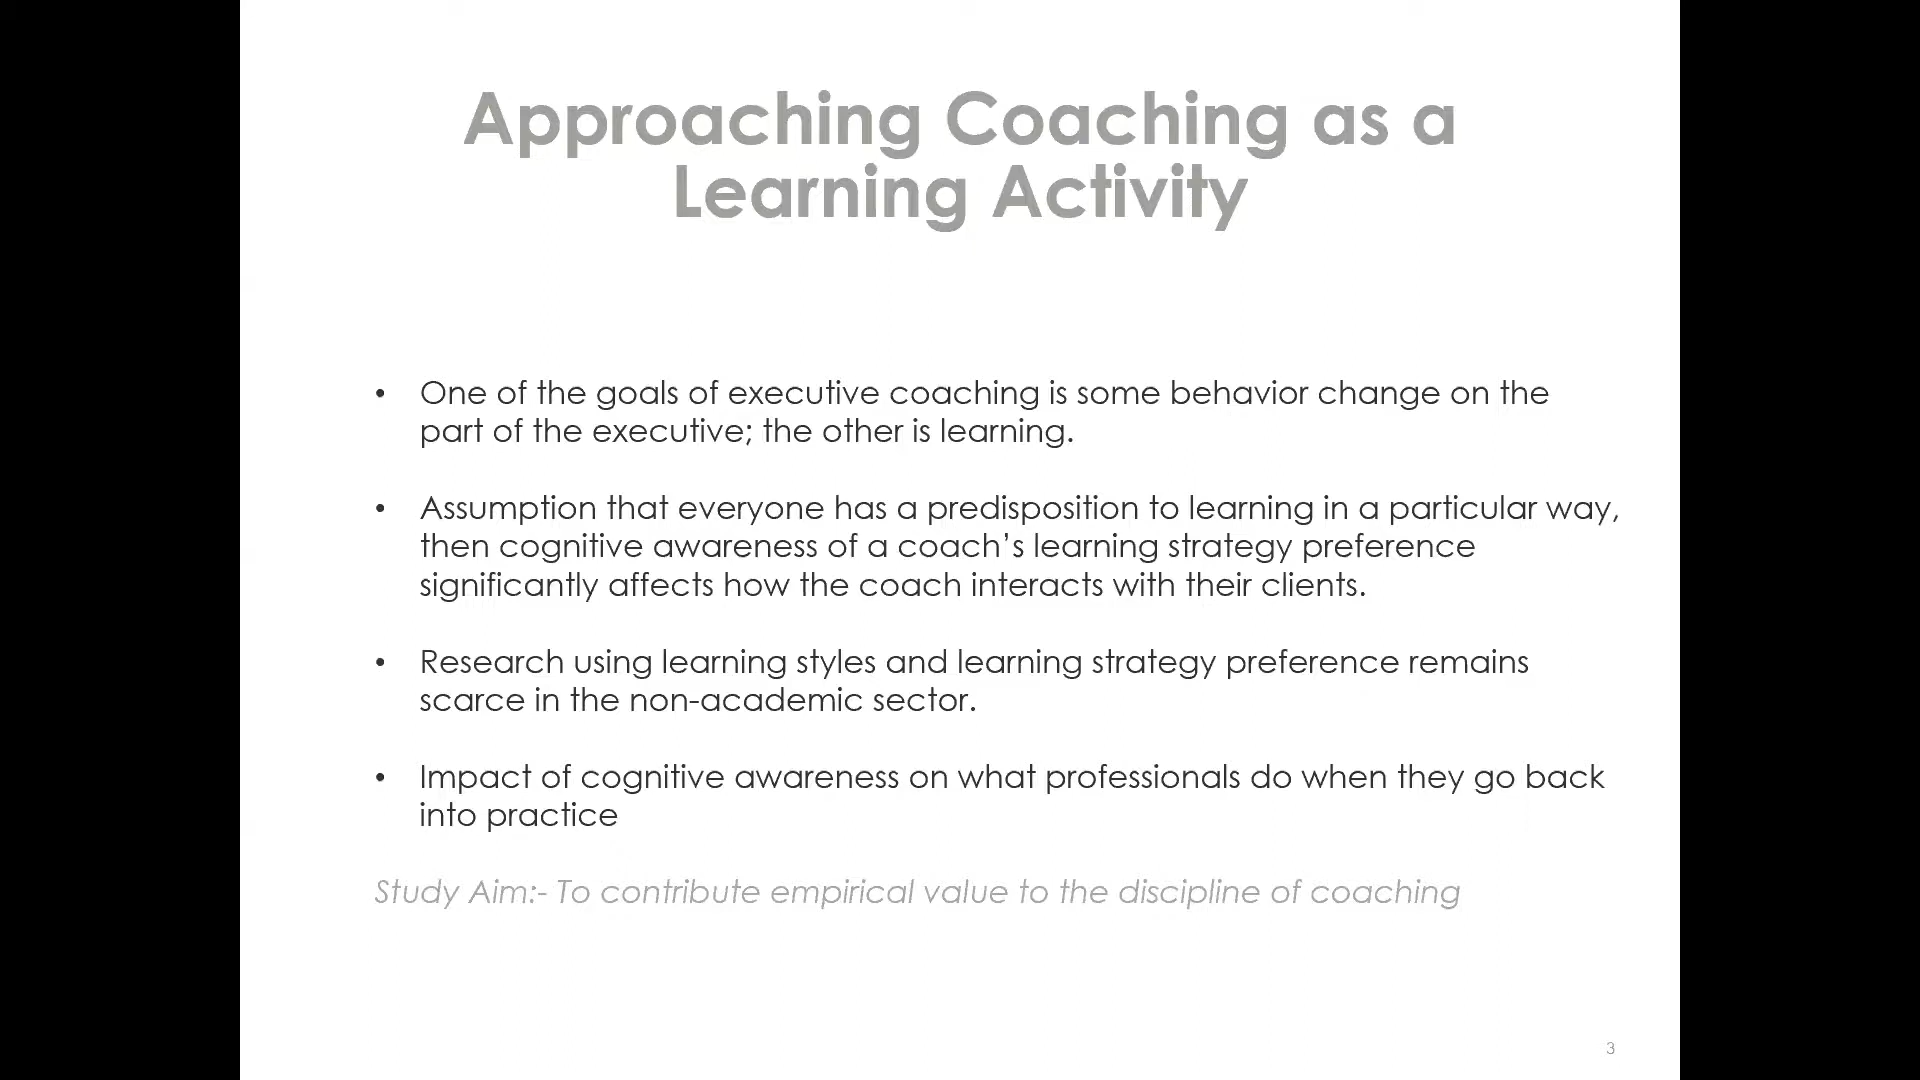 Approaching Coaching as a
Learning Activity
• One of the goals of executive coaching is some behavior change on the
part of the executive; the other is learning.
• Assumption that everyone has a predisposition to learning in a particular way,
then cognitive awareness of a coach’s learning strategy preference
significantly affects how the coach interacts with their clients.
• Research using learning styles and learning strategy preference remains
scarce in the non-academic sector.
• Impact of cognitive awareness on what professionals do when they go back
into practice
Study Aim:- To contribute empirical value to the discipline of coaching
3